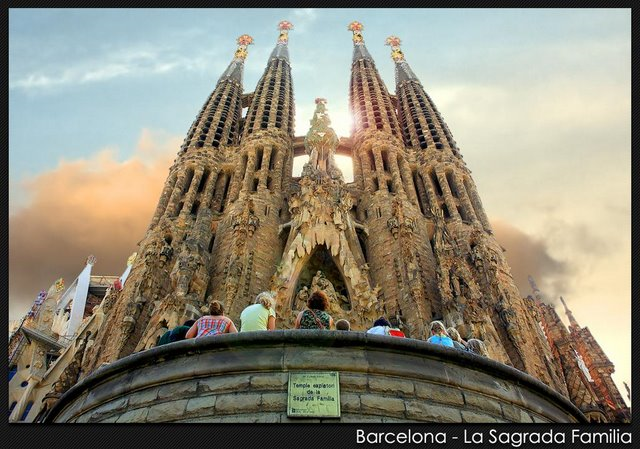 Temple expiatori
de la
Sagrada Família
Barcelona - La Sagrada Familia